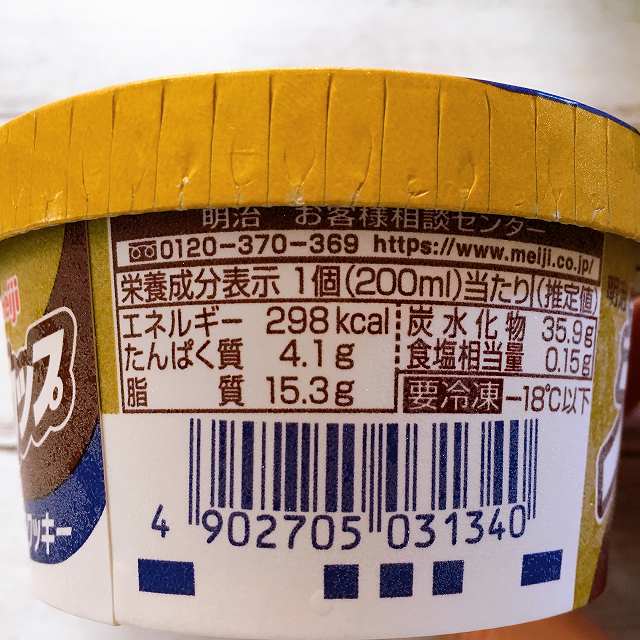 明治 お客様相談センター
0120-370-369 https://www.meiji.co.jp/
栄養成分表示 1個(200ml)当たり(推定値)
エネルギー 298kcal
たんぱく質 4.1g
脂質 15.3g
炭水化物 35.9g
食塩相当量 0.15g
要冷凍 -18℃以下
4 902705 031340
meiji
ップ
ッキー